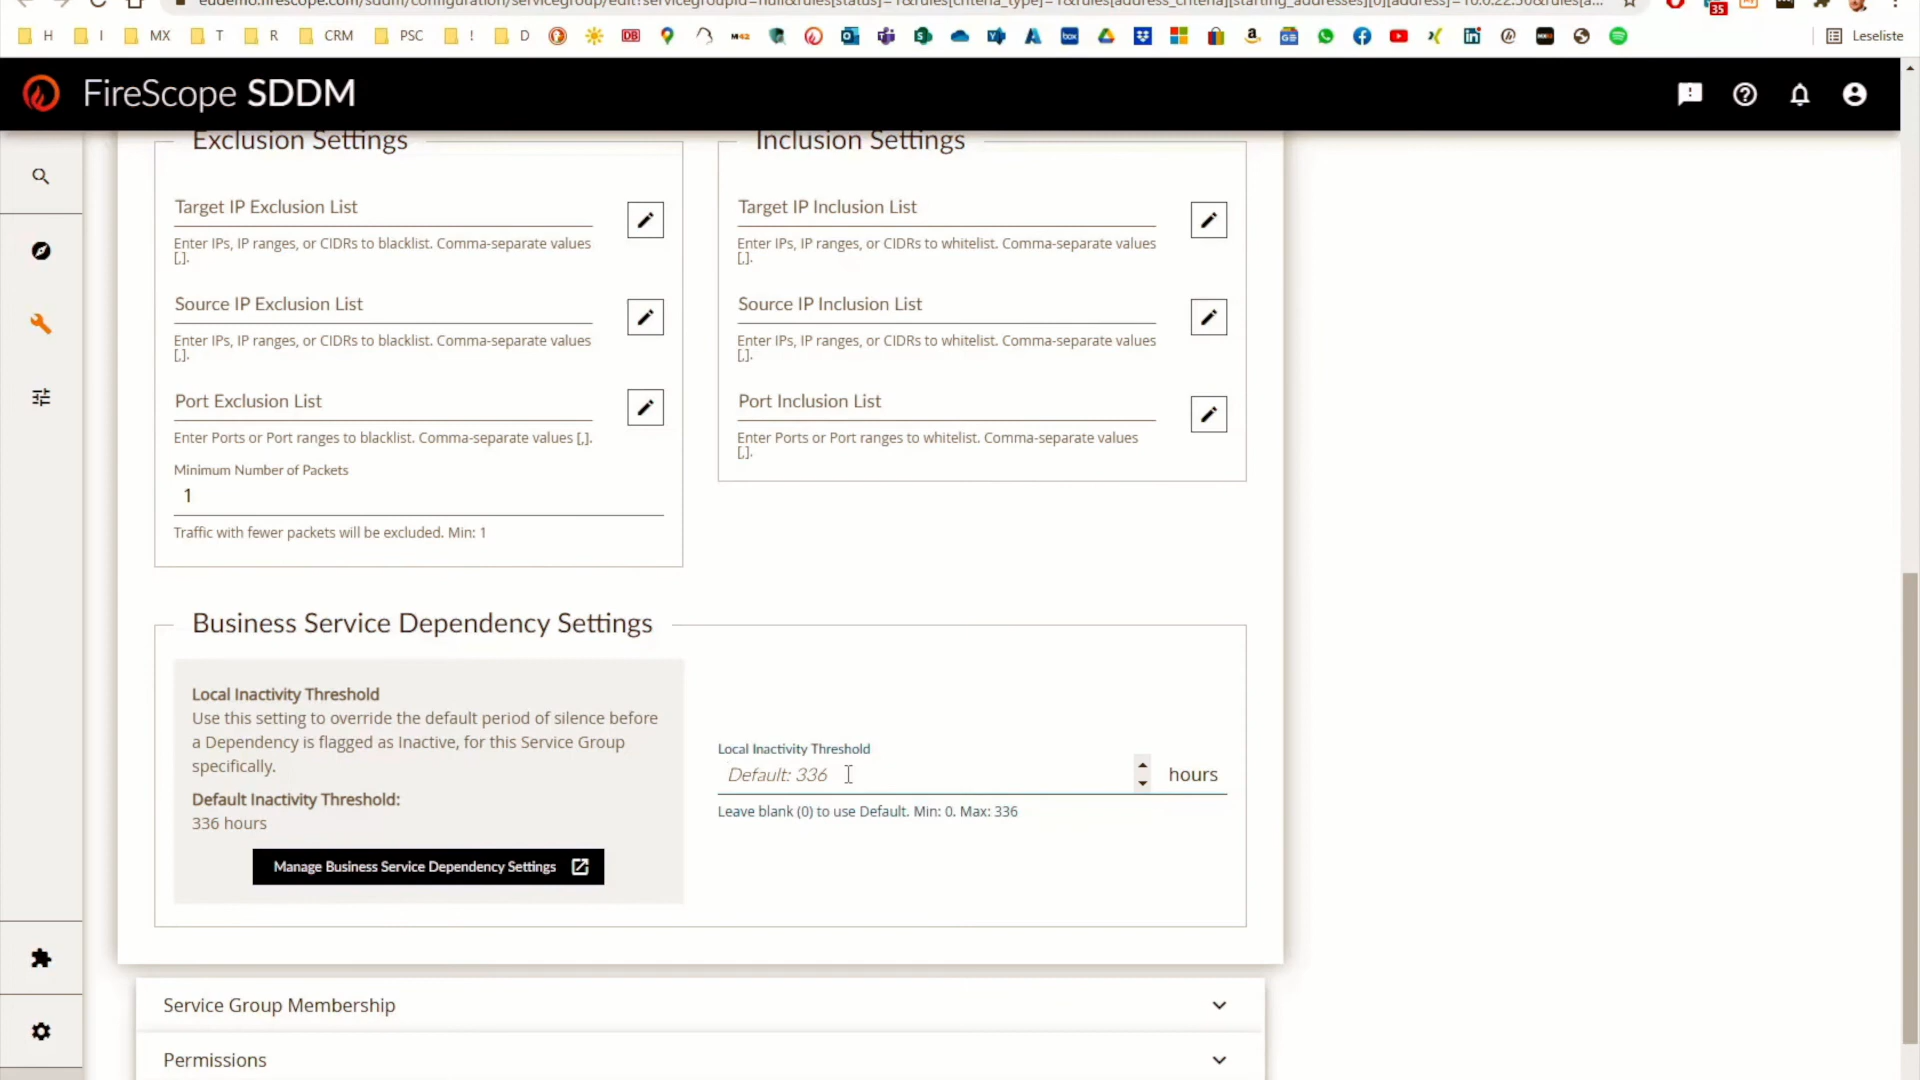 H I MX T R CRM PSC ! D Leseliste
35
FireScope SDDM
Exclusion Settings
Inclusion Settings
Target IP Exclusion List
Enter IPs, IP ranges, or CIDRs to blacklist. Comma-separate values
[,].
Source IP Exclusion List
Enter IPs, IP ranges, or CIDRs to blacklist. Comma-separate values
[,].
Port Exclusion List
Enter Ports or Port ranges to blacklist. Comma-separate values [,].
Minimum Number of Packets
1
Traffic with fewer packets will be excluded. Min: 1
Target IP Inclusion List
Enter IPs, IP ranges, or CIDRs to whitelist. Comma-separate values
[,].
Source IP Inclusion List
Enter IPs, IP ranges, or CIDRs to whitelist. Comma-separate values
[,].
Port Inclusion List
Enter Ports or Port ranges to whitelist. Comma-separate values
[,].
Business Service Dependency Settings
Local Inactivity Threshold
Use this setting to override the default period of silence before
a Dependency is flagged as Inactive, for this Service Group
specifically.
Default Inactivity Threshold:
336 hours
Manage Business Service Dependency Settings
Local Inactivity Threshold
Default: 336
hours
Leave blank (0) to use Default. Min: 0. Max: 336
Service Group Membership
Permissions